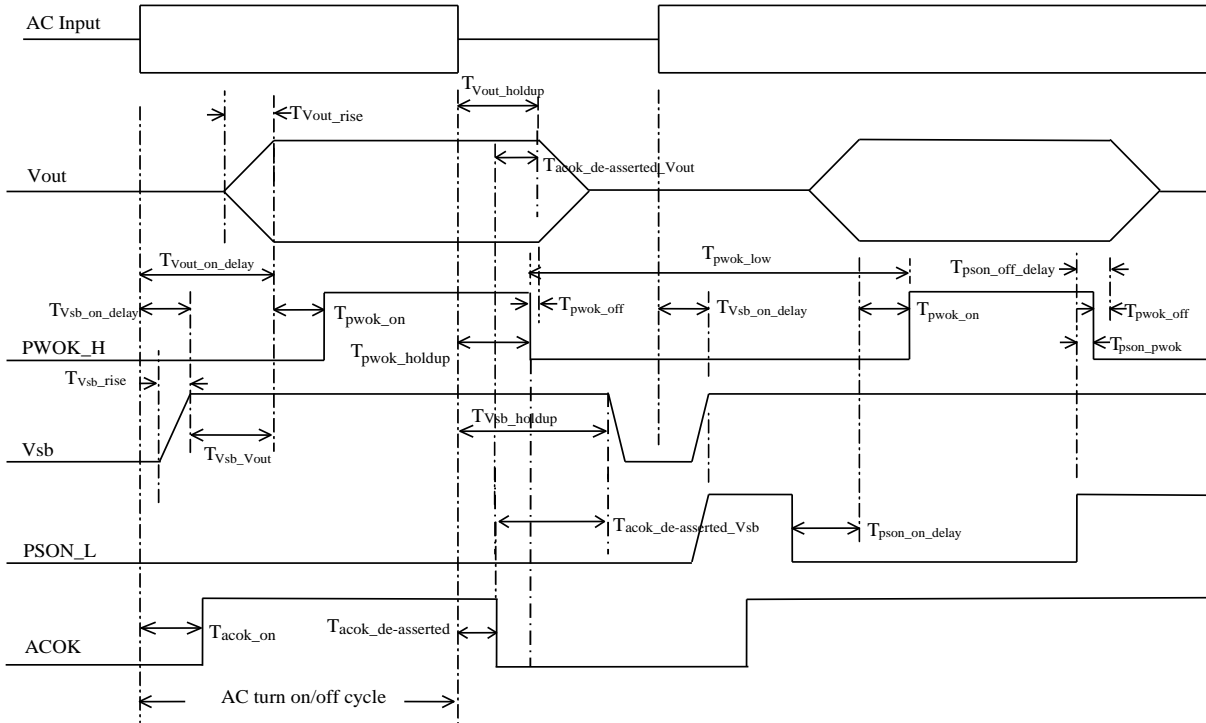 AC Input
TVout_holdup
TVout_rise
Tacok_de-asserted_Vout
Vout
TVout_on_delay
Tpwok_low
Tpson_off_delay
TVsb_on_delay
Tpwok_on
Tpwok_off
TVsb_on_delay
Tpwok_on
Tpwok_off
PWOK_H
Tpwok_holdup
Tpson_pwok
TVsb_rise
TVsb_holdup
Vsb
TVsb_Vout
Tacok_de-asserted_Vsb
Tpson_on_delay
PSON_L
Tacok_on
Tacok_de-asserted
ACOK
AC turn on/off cycle